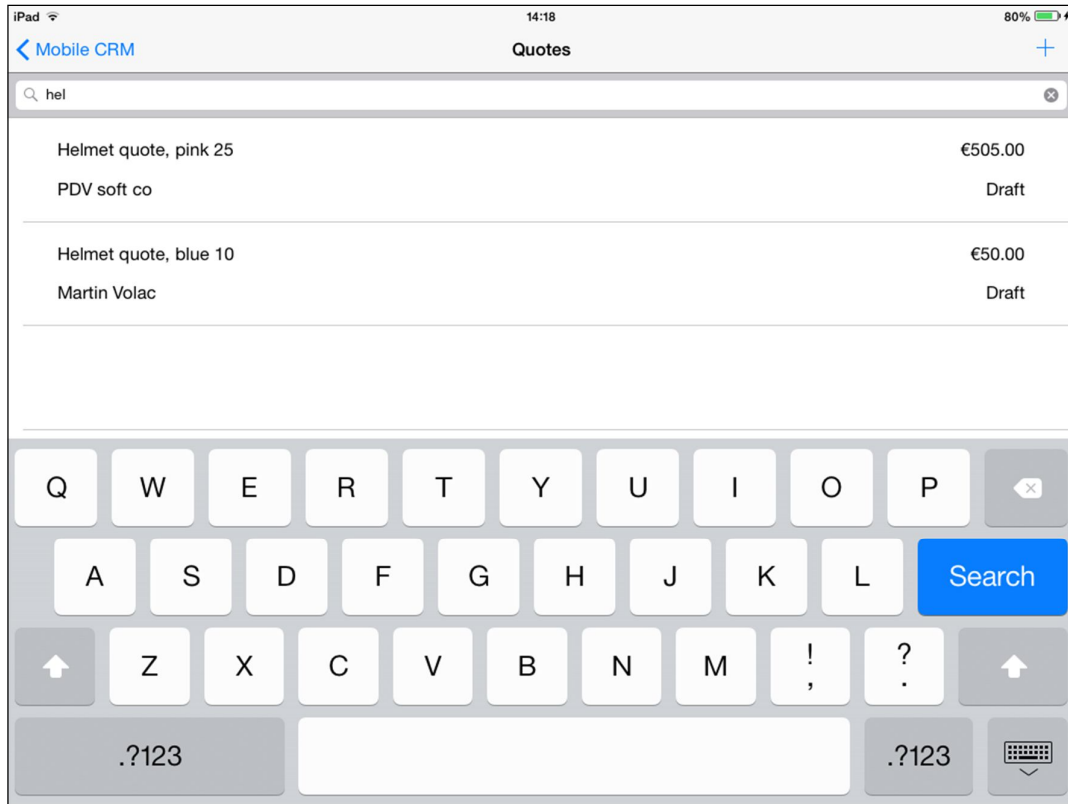 iPad 14:18 80%
Mobile CRM Quotes +
hel
Helmet quote, pink 25 €505.00
PDV soft co Draft
Helmet quote, blue 10 €50.00
Martin Volac Draft
Q W E R T Y U I O P
A S D F G H J K L Search
Z X C V B N M ! , ? .
.?123 .?123